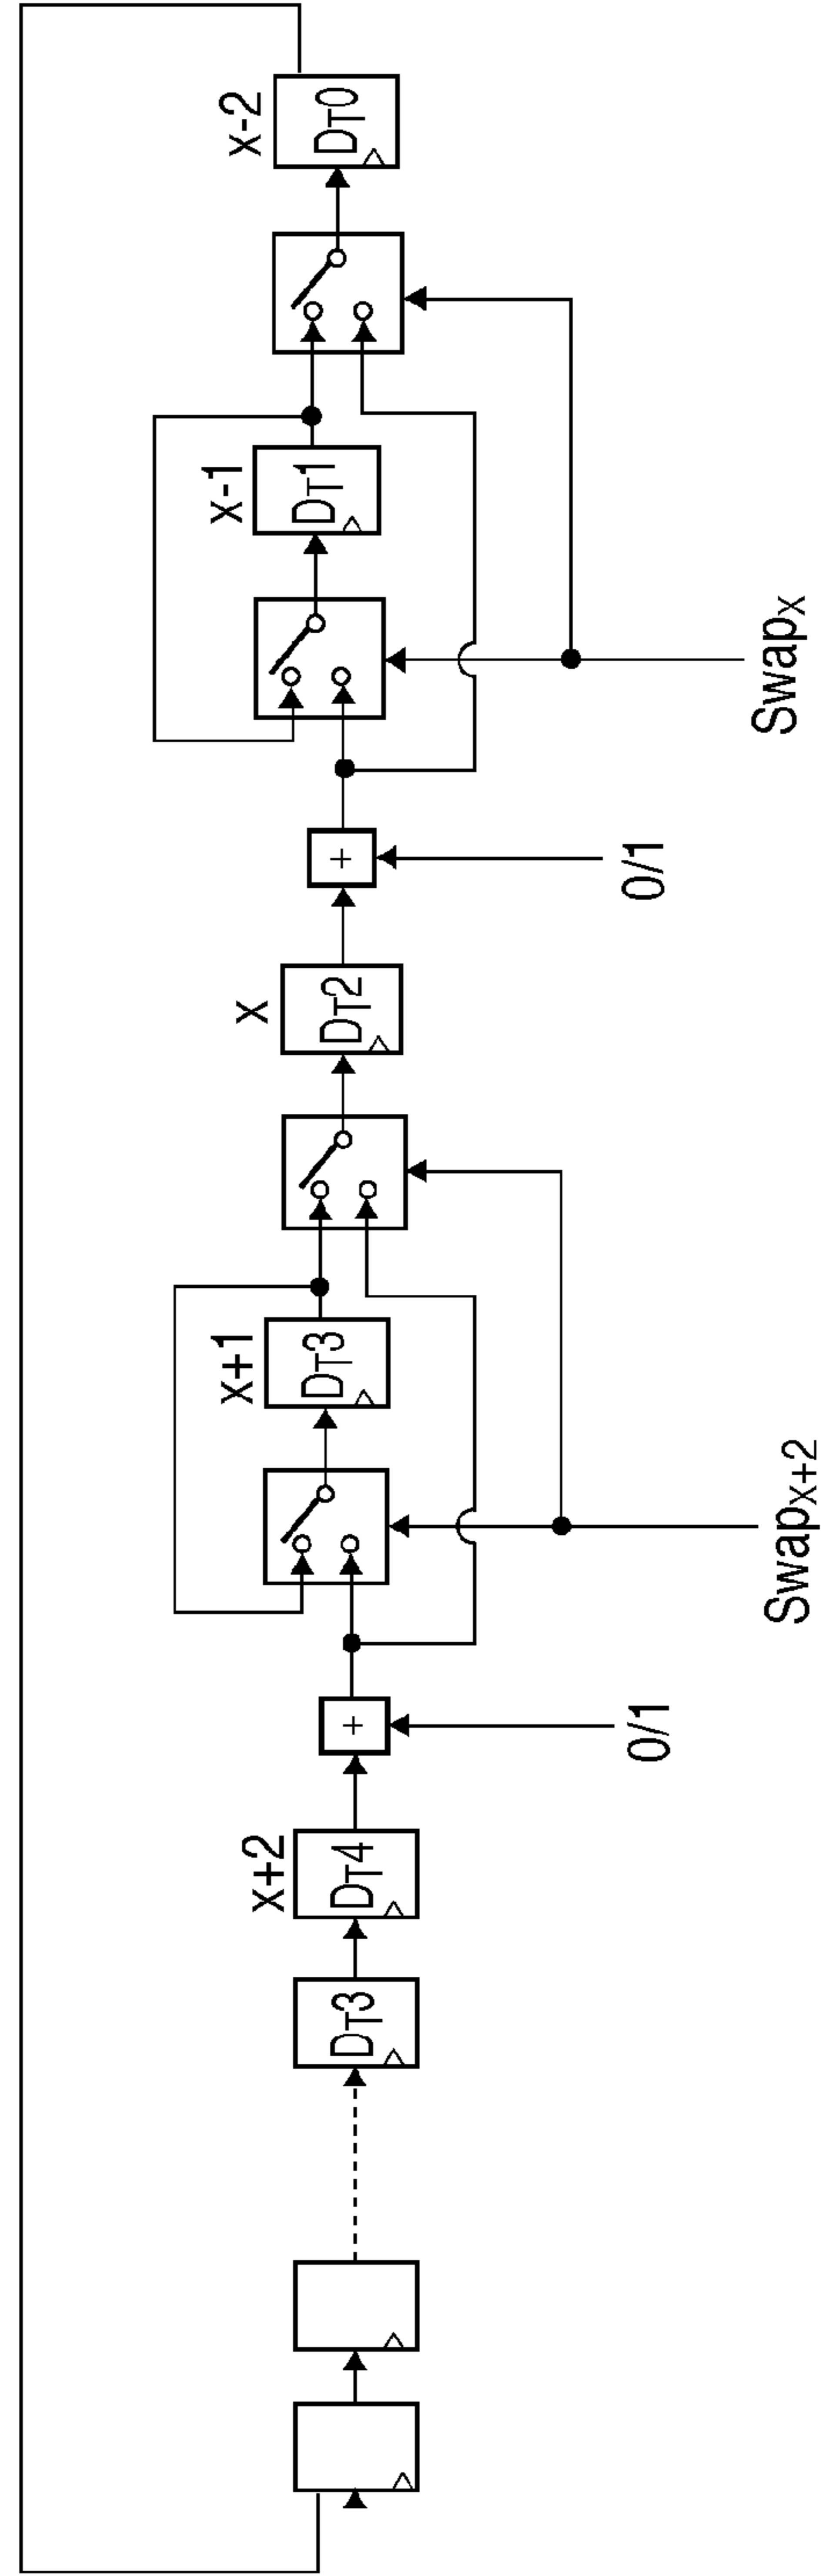 x+2
x+1
x
x-1
x-2
DT3
DT4
DT3
DT2
DT1
DT0
+
+
0/1
0/1
Swapx+2
Swapx